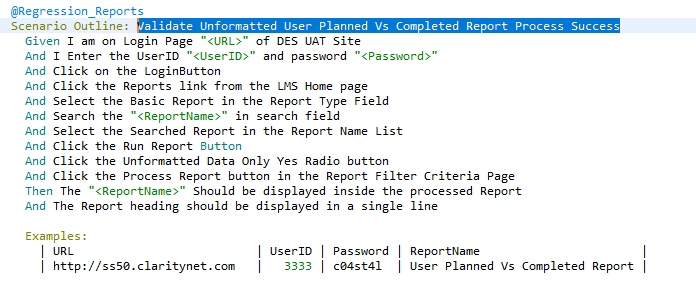 @Regression_Reports
Scenario Outline: Validate Unformatted User Planned Vs Completed Report Process Success
Given I am on Login Page "<URL>" of DES UAT Site
And I Enter the UserID "<UserID>" and password "<Password>"
And Click on the LoginButton
And Click the Reports link from the LMS Home page
And Select the Basic Report in the Report Type Field
And Search the "<ReportName>" in search field
And Select the Searched Report in the Report Name List
And Click the Run Report Button
And Click the Unformatted Data Only Yes Radio button
And Click the Process Report button in the Report Filter Criteria Page
Then The "<ReportName>" Should be displayed inside the processed Report
And The Report heading should be displayed in a single line
Examples:
| URL | UserID | Password | ReportName |
| http://ss50.claritynet.com | 3333 | c04st4l | User Planned Vs Completed Report |